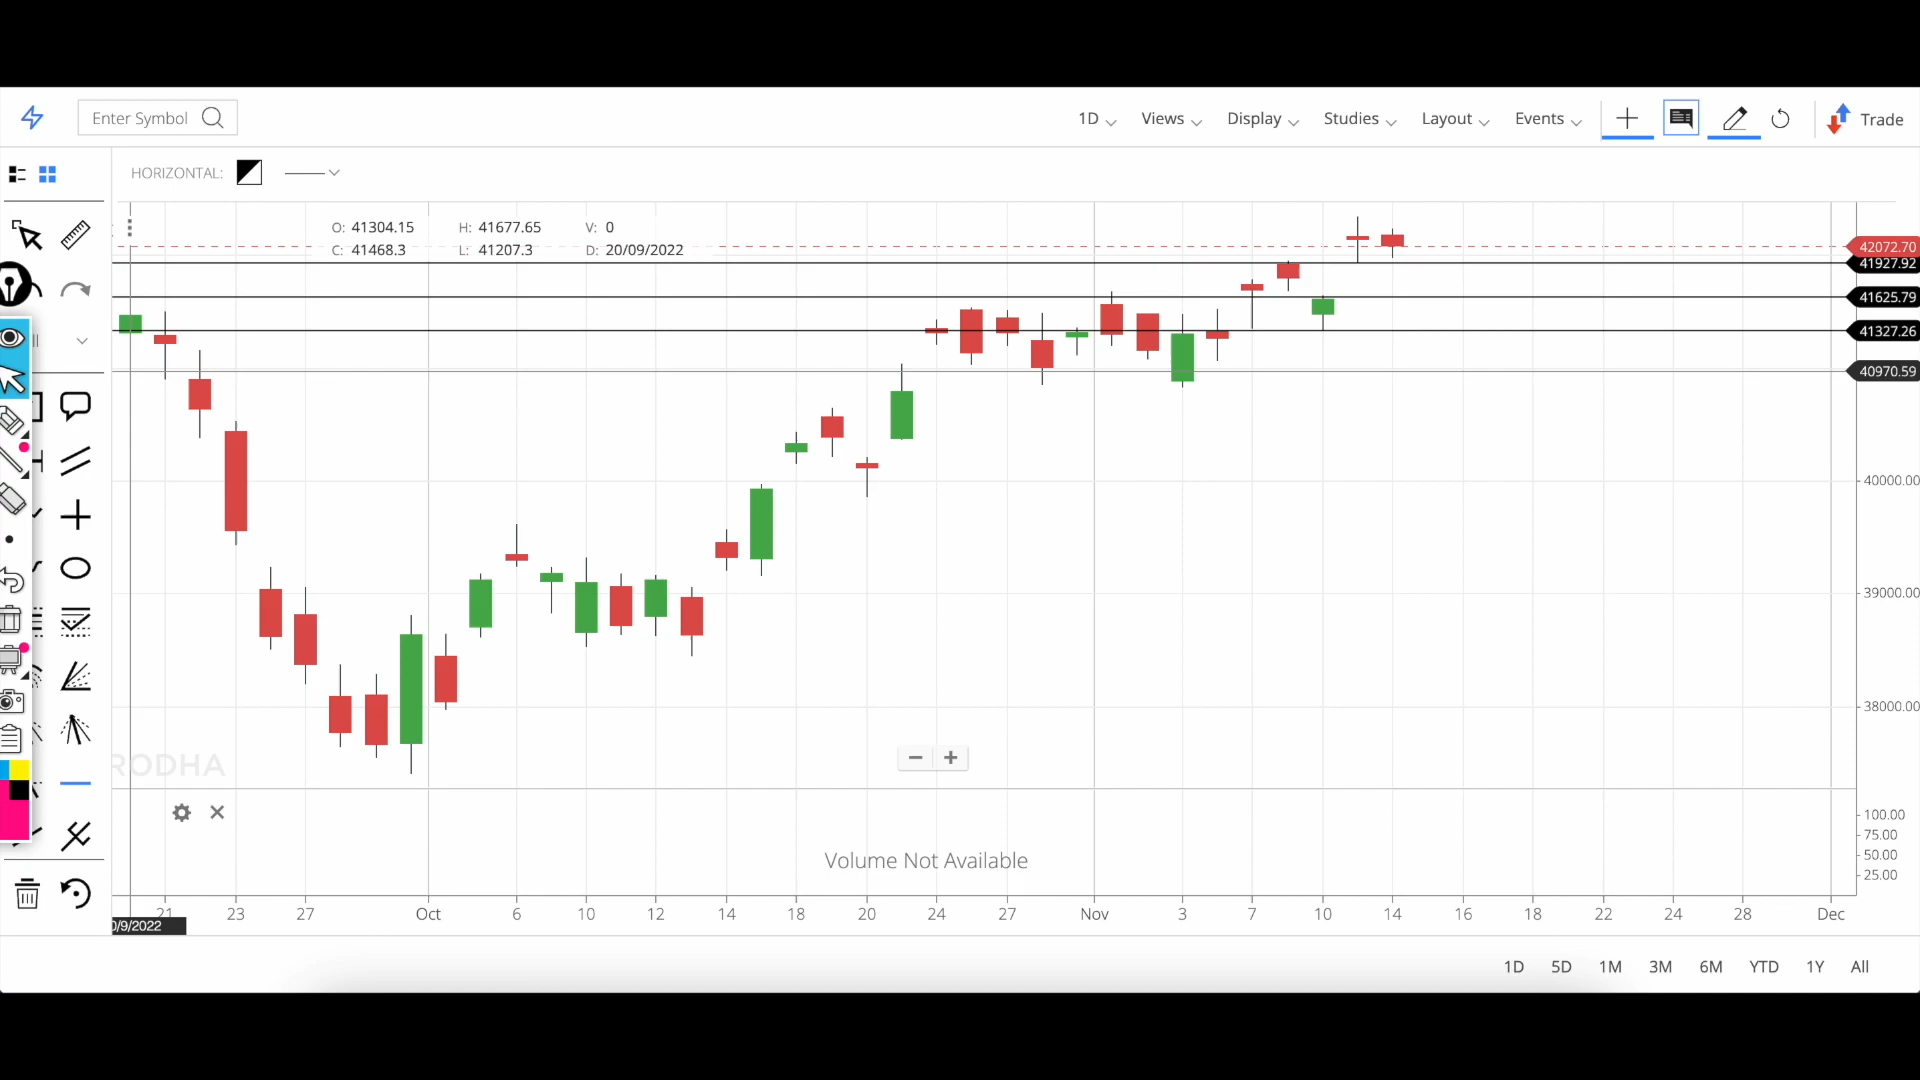 Enter Symbol
1D Views Display Studies Layout Events Trade
HORIZONTAL:
O: 41304.15 H: 41677.65 V: 0
C: 41468.3 L: 41207.3 D: 20/09/2022
42072.70
41927.92
41625.79
41327.26
40970.59
40000.00
39000.00
38000.00
RODHA
100.00
75.00
50.00
25.00
Volume Not Available
21 23 27 Oct 6 10 12 14 18 20 24 27 Nov 3 7 10 14 16 18 22 24 28 Dec
/9/2022
1D 5D 1M 3M 6M YTD 1Y All